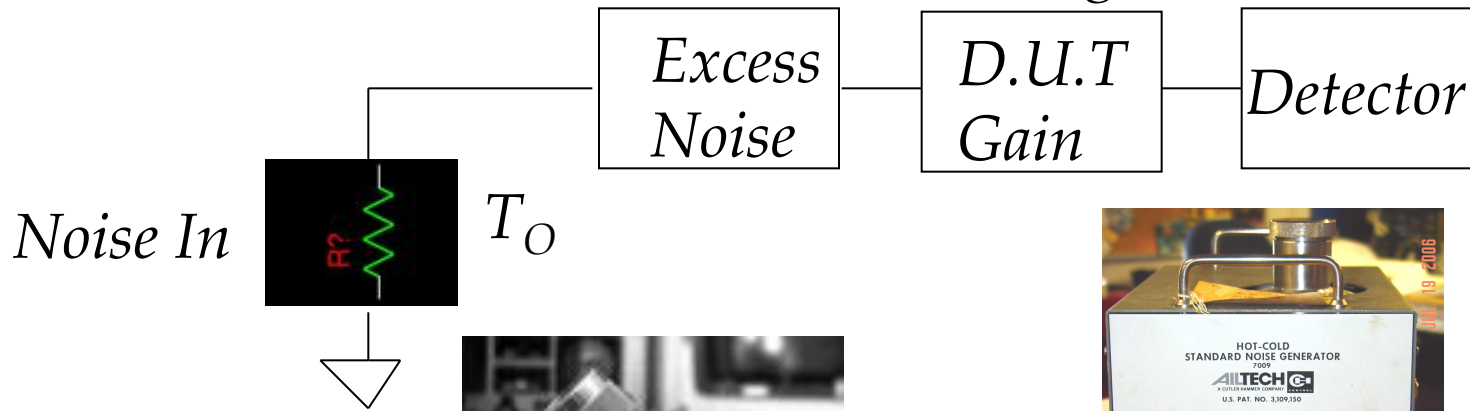 Excess
Noise
D.U.T
Gain
Detector
Noise In
R?
T_O
HOT-COLD
STANDARD NOISE GENERATOR
7009
AILTECH
A CUTLER-HAMMER COMPANY
U.S. PAT. NO. 3,109,150
19 2006